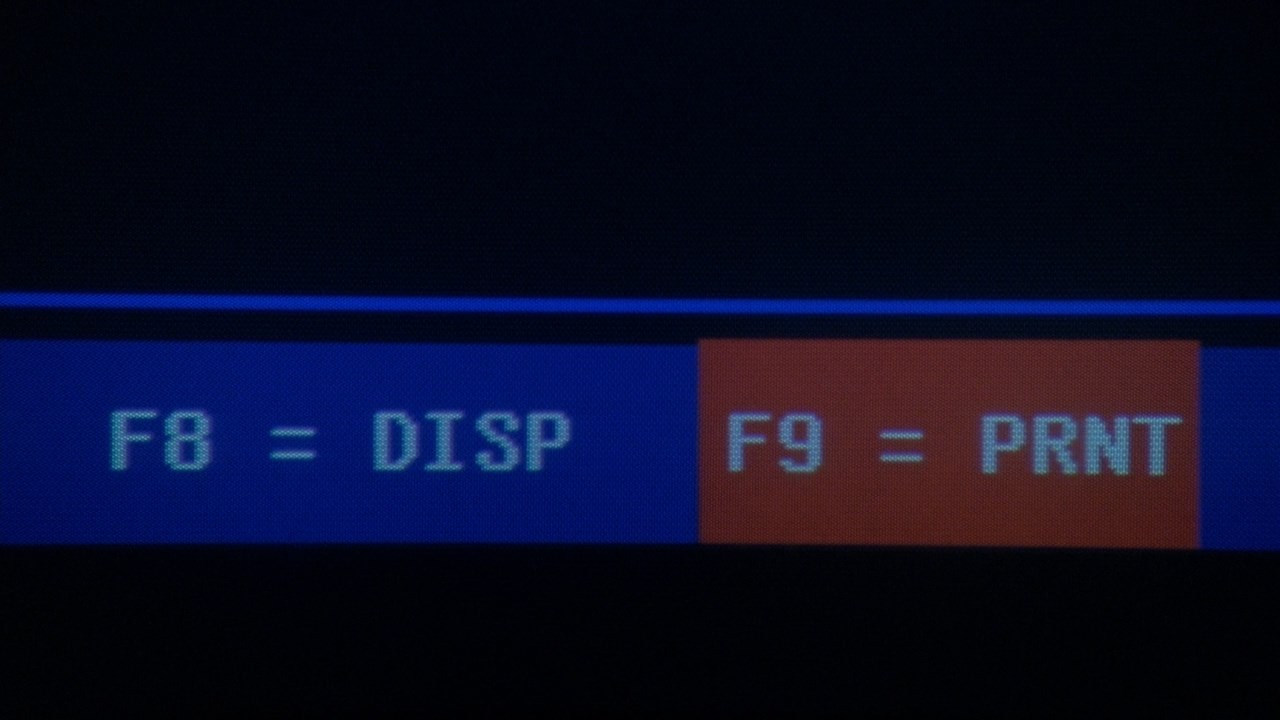 F8 = DISP F9 = PRNT